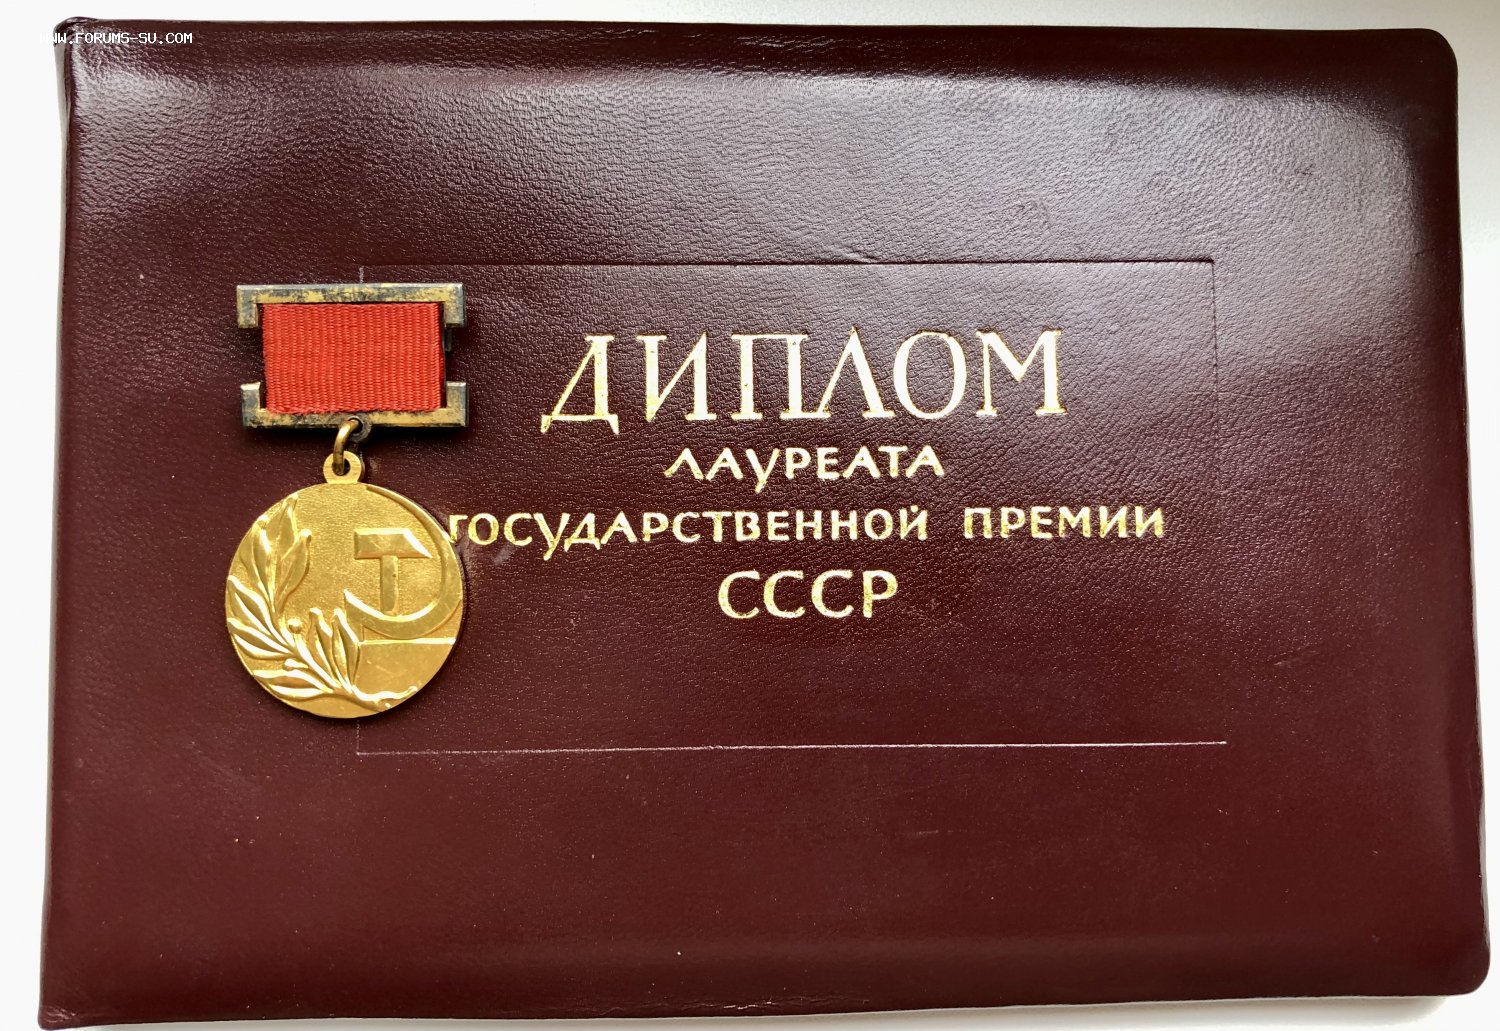 WWW.FORUMS-SU.COM
ДИПЛОМ
ЛАУРЕАТА
ГОСУДАРСТВЕННОЙ ПРЕМИИ
СССР